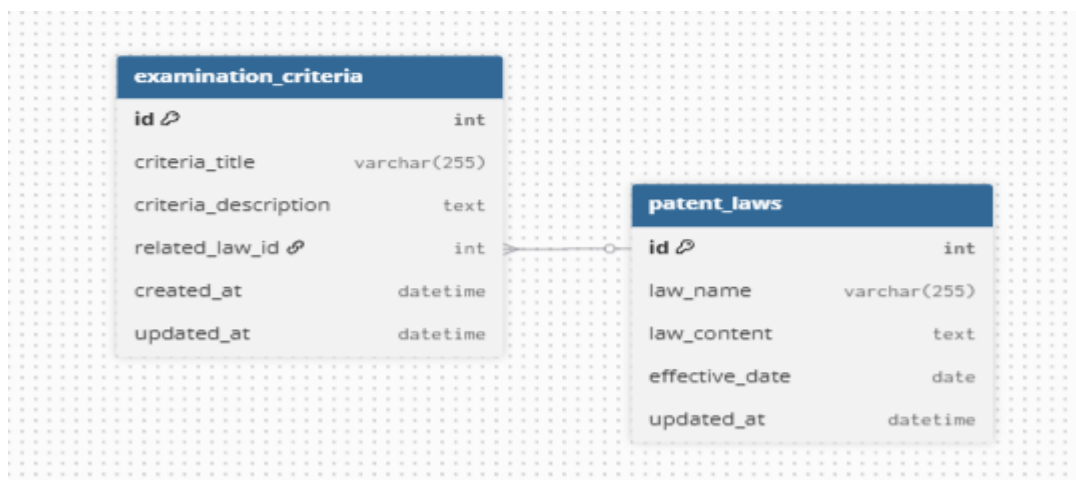 examination_criteria
id int
criteria_title varchar(255)
criteria_description text
related_law_id int
created_at datetime
updated_at datetime
patent_laws
id int
law_name varchar(255)
law_content text
effective_date date
updated_at datetime